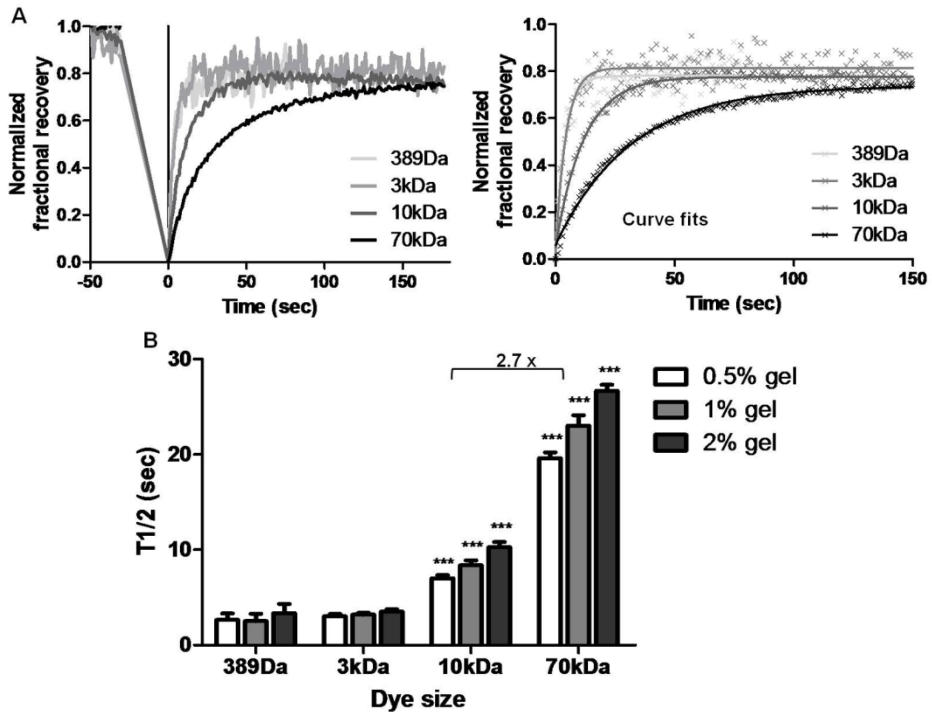 A
Normalized
fractional recovery
1.0
0.8
0.6
0.4
0.2
0.0
-50
0
50
100
150
Time (sec)
389Da
3kDa
10kDa
70kDa
Normalized
fractional recovery
1.0
0.8
0.6
0.4
0.2
0.0
0
50
100
150
Time (sec)
Curve fits
389Da
3kDa
10kDa
70kDa
B
T1/2 (sec)
30
20
10
0
2.7 x
***
***
***
***
***
***
389Da
3kDa
10kDa
70kDa
Dye size
0.5% gel
1% gel
2% gel